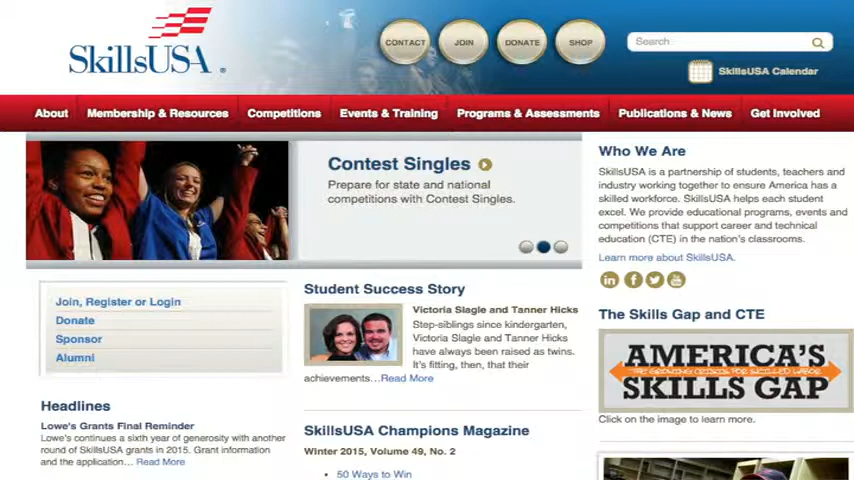 SkillsUSA®
CONTACT
JOIN
DONATE
SHOP
Search
SkillsUSA Calendar
About
Membership & Resources
Competitions
Events & Training
Programs & Assessments
Publications & News
Get Involved
Contest Singles
Prepare for state and national
competitions with Contest Singles.
Join, Register or Login
Donate
Sponsor
Alumni
Headlines
Lowe's Grants Final Reminder
Lowe's continues a sixth year of generosity with another
round of SkillsUSA grants in 2015. Grant information
and the application… Read More
Student Success Story
Victoria Slagle and Tanner Hicks
Step-siblings since kindergarten,
Victoria Slagle and Tanner Hicks
have always been raised as twins.
It's fitting, then, that their
achievements…Read More
SkillsUSA Champions Magazine
Winter 2015, Volume 49, No. 2
50 Ways to Win
Who We Are
SkillsUSA is a partnership of students, teachers and
industry working together to ensure America has a
skilled workforce. SkillsUSA helps each student
excel. We provide educational programs, events and
competitions that support career and technical
education (CTE) in the nation's classrooms.
Learn more about SkillsUSA.
in
f
You
The Skills Gap and CTE
AMERICA'S
THE GROWING CRISIS FOR SKILLED LABOR
SKILLS GAP
Click on the image to learn more.